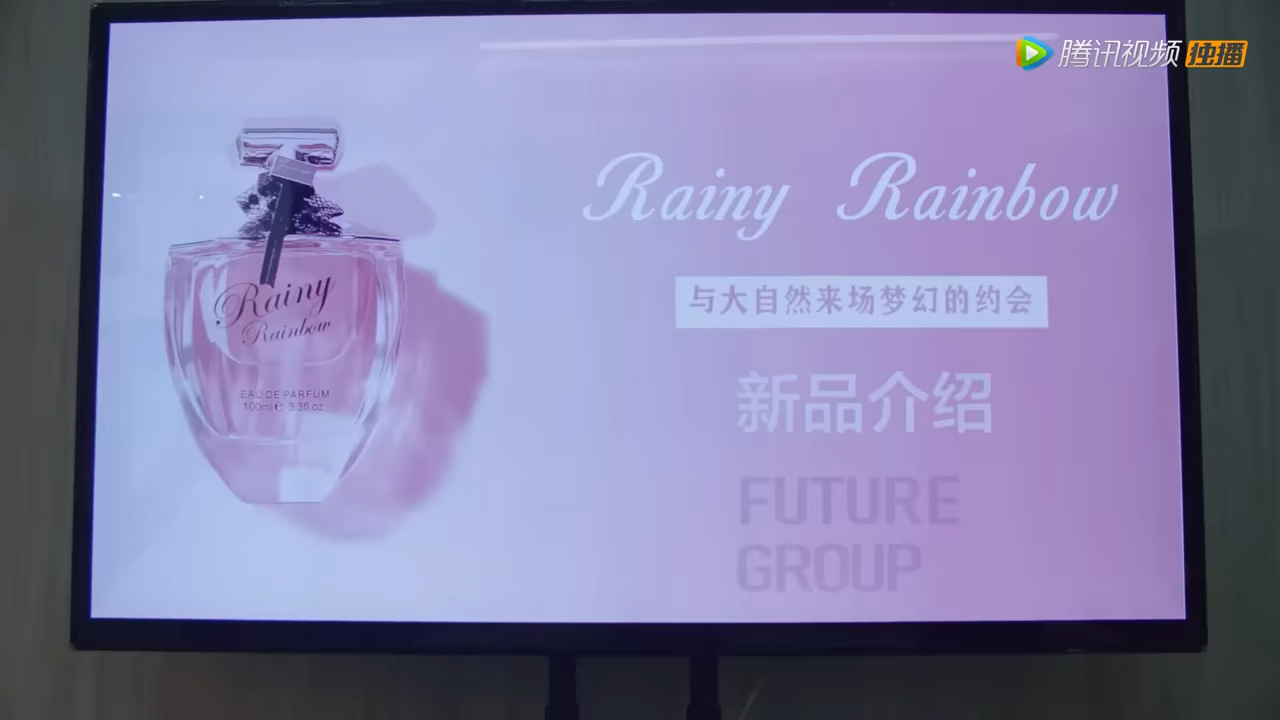 腾讯视频 独播
Rainy Rainbow
与大自然来场梦幻的约会
新品介绍
FUTURE
GROUP
Rainy
Rainbow
EAU DE PARFUM
100ml e 3.3fl.oz